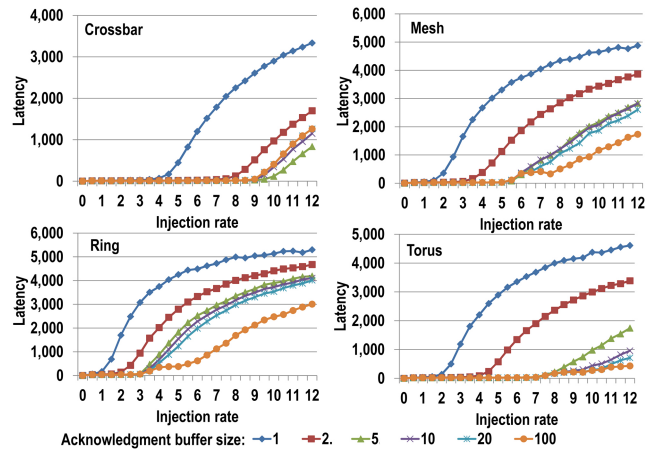 Crossbar
4,000
3,000
2,000
1,000
0
Latency
0 1 2 3 4 5 6 7 8 9 10 11 12
Injection rate
Mesh
6,000
5,000
4,000
3,000
2,000
1,000
0
Latency
0 1 2 3 4 5 6 7 8 9 10 11 12
Injection rate
Ring
6,000
5,000
4,000
3,000
2,000
1,000
0
Latency
0 1 2 3 4 5 6 7 8 9 10 11 12
Injection rate
Torus
5,000
4,000
3,000
2,000
1,000
0
Latency
0 1 2 3 4 5 6 7 8 9 10 11 12
Injection rate
Acknowledgment buffer size: 1 2. 5 10 20 100